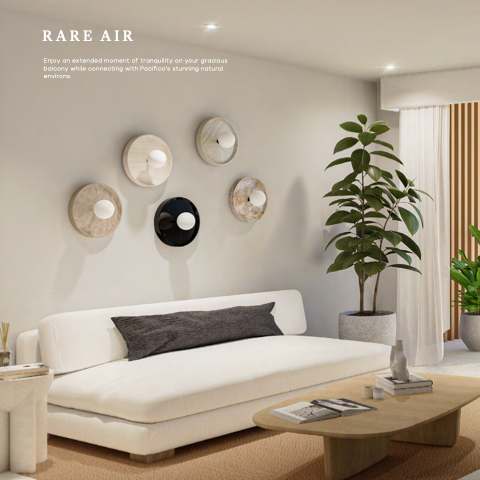 RARE AIR
Enjoy an extended moment of tranquility on your gracious
balcony while connecting with Pacifico's stunning natural
environs.